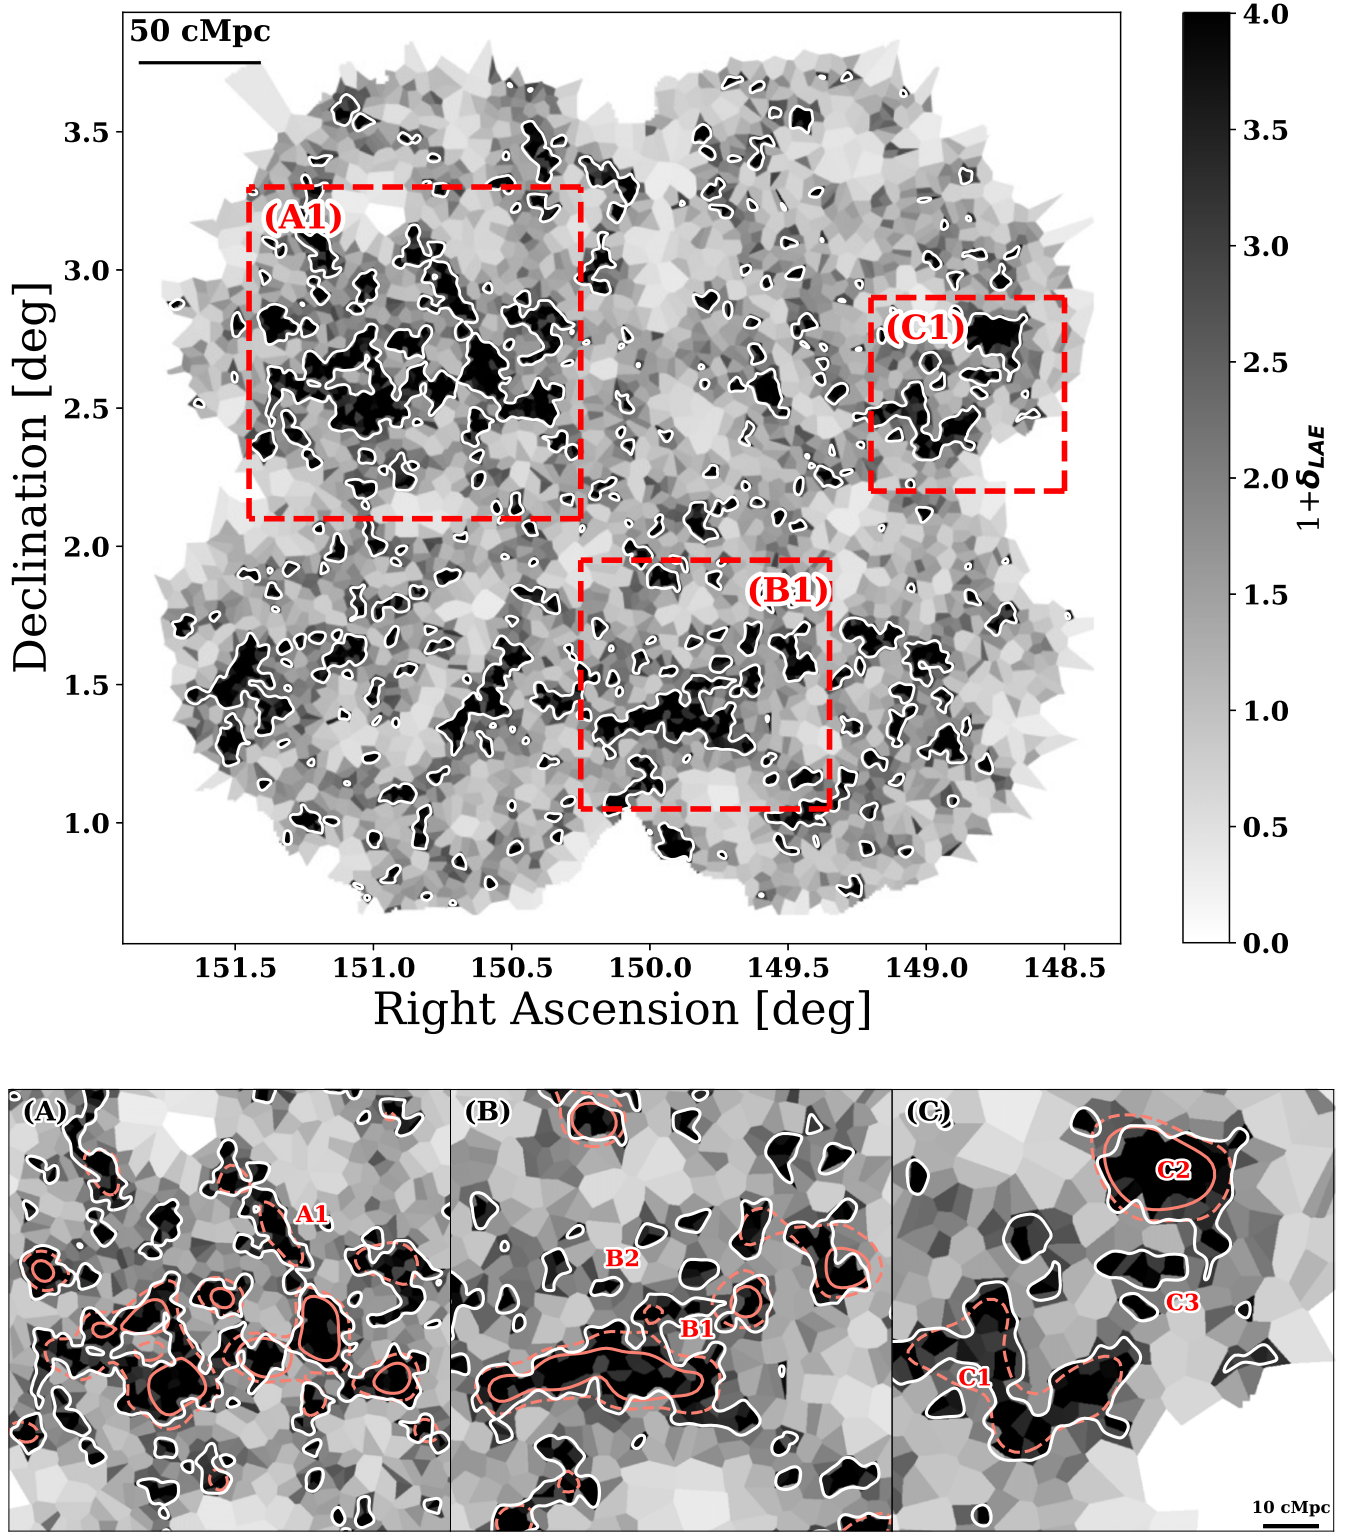 50 cMpc
(A1)
(B1)
(C1)
3.5
3.0
2.5
2.0
1.5
1.0
Declination [deg]
151.5 151.0 150.5 150.0 149.5 149.0 148.5
Right Ascension [deg]
4.0
3.5
3.0
2.5
2.0
1.5
1.0
0.5
0.0
1+δLAE
(A)
A1
(B)
B2
B1
(C)
C2
C3
C1
10 cMpc